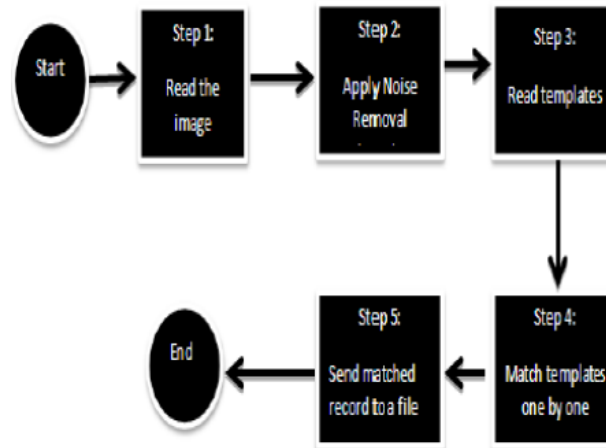 Start
Step 1:
Read the
image
Step 2:
Apply Noise
Removal
Step 3:
Read templates
Step 4:
Match templates
one by one
Step 5:
Send matched
record to a file
End